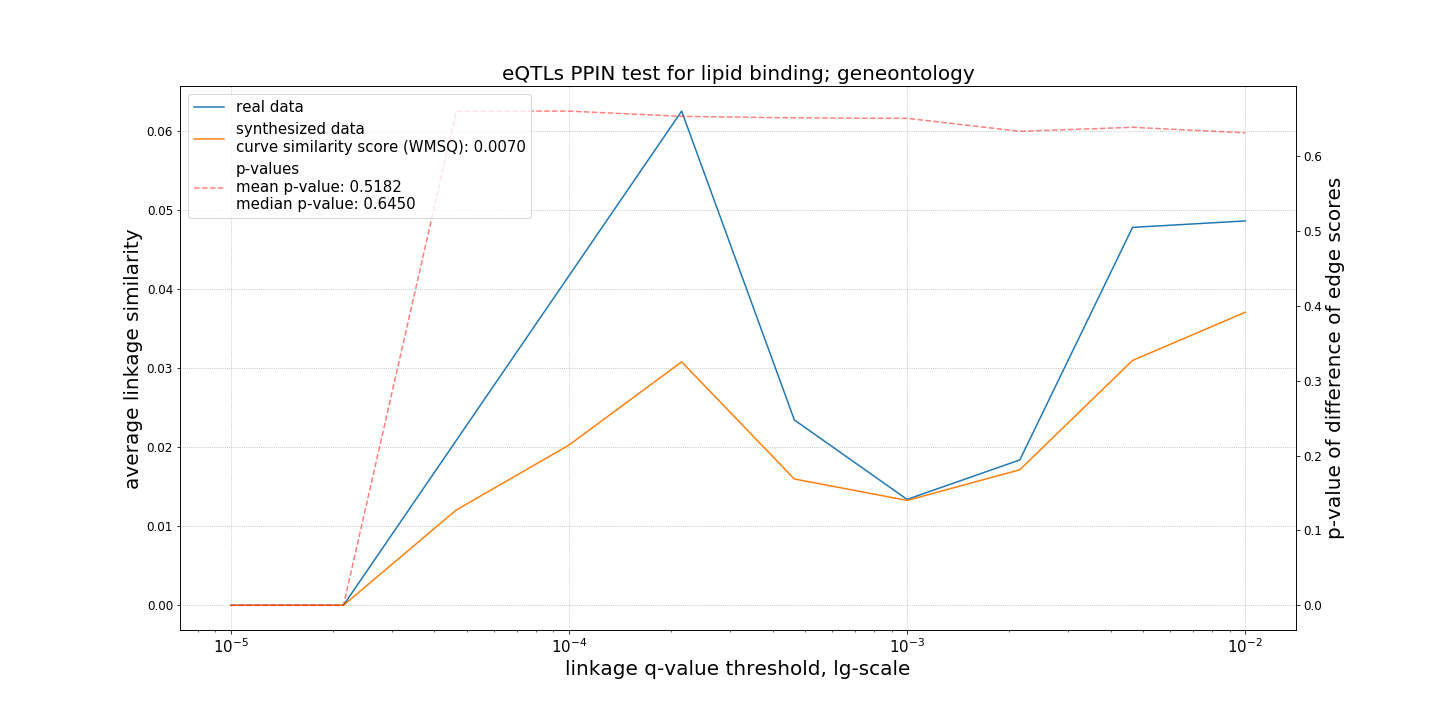 eQTLs PPIN test for lipid binding; geneontology
real data
synthesized data
curve similarity score (WMSQ): 0.0070
p-values
mean p-value: 0.5182
median p-value: 0.6450
average linkage similarity
0.06
0.05
0.04
0.03
0.02
0.01
0.00
p-value of difference of edge scores
0.6
0.5
0.4
0.3
0.2
0.1
0.0
10⁻⁵ 10⁻⁴ 10⁻³ 10⁻²
linkage q-value threshold, lg-scale